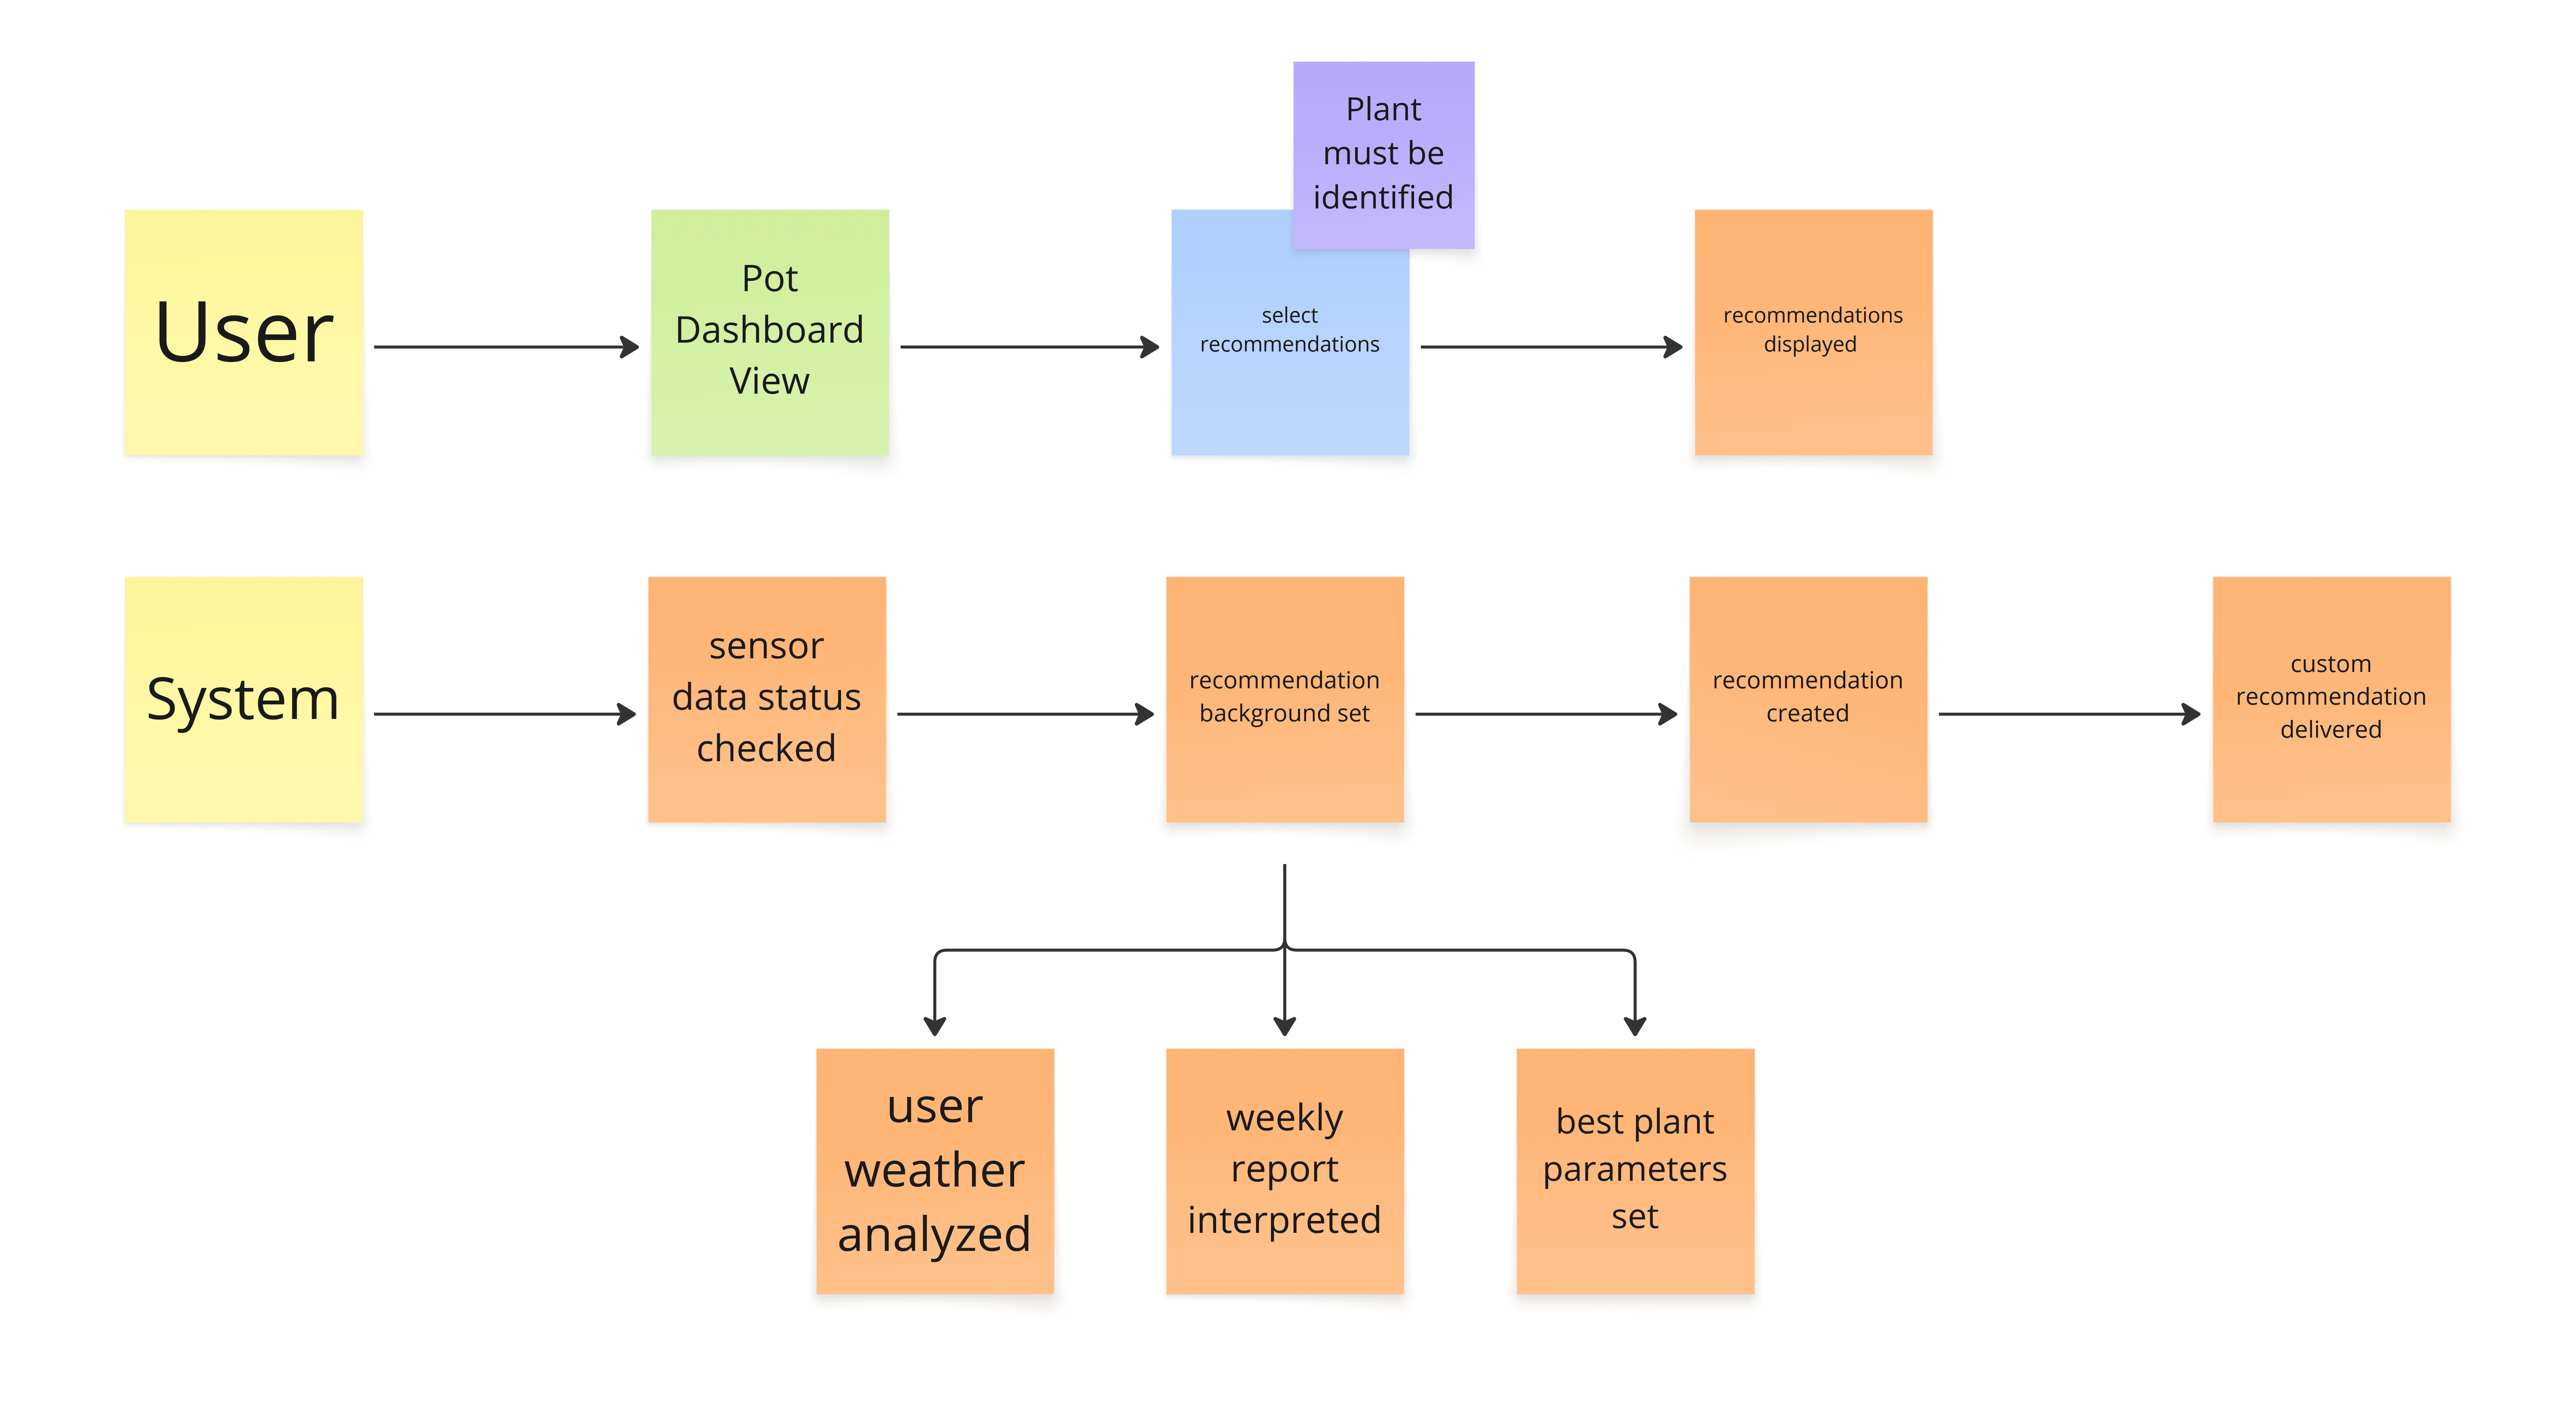 Plant
must be
identified
User
Pot
Dashboard
View
select
recommendations
recommendations
displayed
System
sensor
data status
checked
recommendation
background set
recommendation
created
custom
recommendation
delivered
user
weather
analyzed
weekly
report
interpreted
best plant
parameters
set